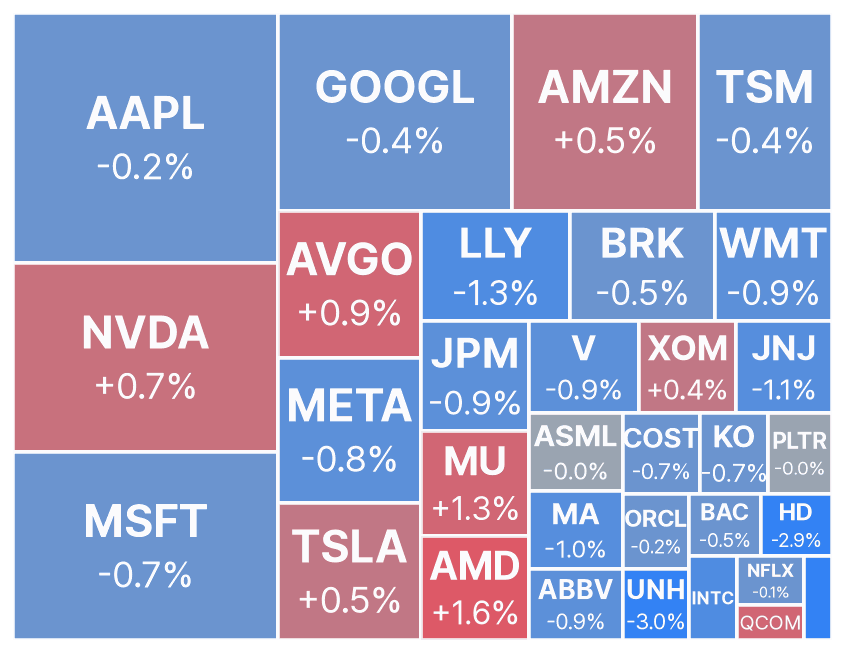 AAPL
-0.2%
NVDA
+0.7%
MSFT
-0.7%
GOOGL
-0.4%
AMZN
+0.5%
TSM
-0.4%
AVGO
+0.9%
META
-0.8%
TSLA
+0.5%
LLY
-1.3%
BRK
-0.5%
WMT
-0.9%
JPM
-0.9%
MU
+1.3%
AMD
+1.6%
V
-0.9%
XOM
+0.4%
JNJ
-1.1%
ASML
-0.0%
COST
-0.7%
KO
-0.7%
PLTR
-0.0%
MA
-1.0%
ABBV
-0.9%
ORCL
-0.2%
UNH
-3.0%
BAC
-0.5%
HD
-2.9%
INTC
NFLX
-0.1%
QCOM